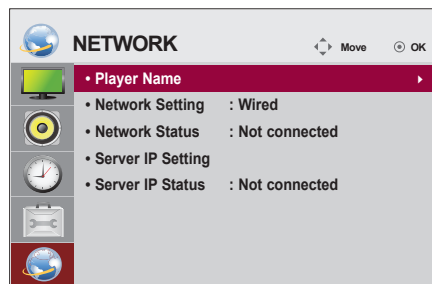 NETWORK Move OK
• Player Name
• Network Setting : Wired
• Network Status : Not connected
• Server IP Setting
• Server IP Status : Not connected